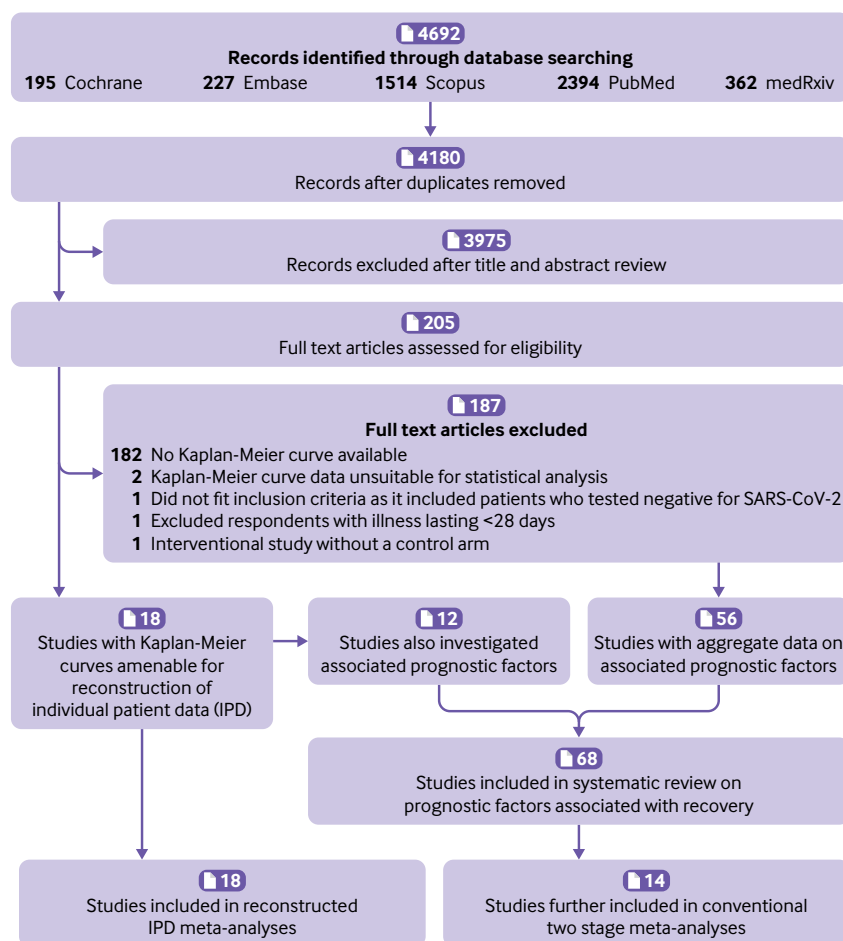 4692
Records identified through database searching
195 Cochrane 227 Embase 1514 Scopus 2394 PubMed 362 medRxiv
4180
Records after duplicates removed
3975
Records excluded after title and abstract review
205
Full text articles assessed for eligibility
187
Full text articles excluded
182 No Kaplan-Meier curve available
2 Kaplan-Meier curve data unsuitable for statistical analysis
1 Did not fit inclusion criteria as it included patients who tested negative for SARS-CoV-2
1 Excluded respondents with illness lasting <28 days
1 Interventional study without a control arm
18
Studies with Kaplan-Meier
curves amenable for
reconstruction of
individual patient data (IPD)
12
Studies also investigated
associated prognostic factors
56
Studies with aggregate data on
associated prognostic factors
68
Studies included in systematic review on
prognostic factors associated with recovery
18
Studies included in reconstructed
IPD meta-analyses
14
Studies further included in conventional
two stage meta-analyses